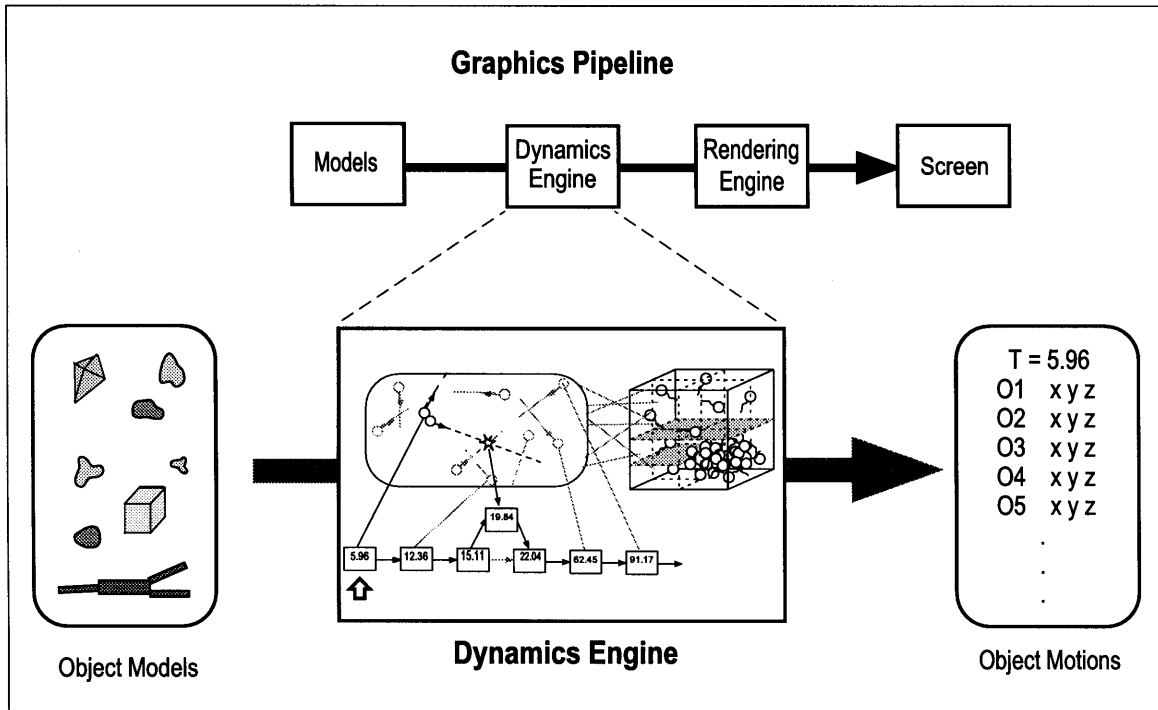 Graphics Pipeline
Models
Dynamics
Engine
Rendering
Engine
Screen
19.84
5.96
12.36
15.11
22.04
62.45
91.17
T = 5.96
O1 x y z
O2 x y z
O3 x y z
O4 x y z
O5 x y z
.
.
.
Object Models
Dynamics Engine
Object Motions